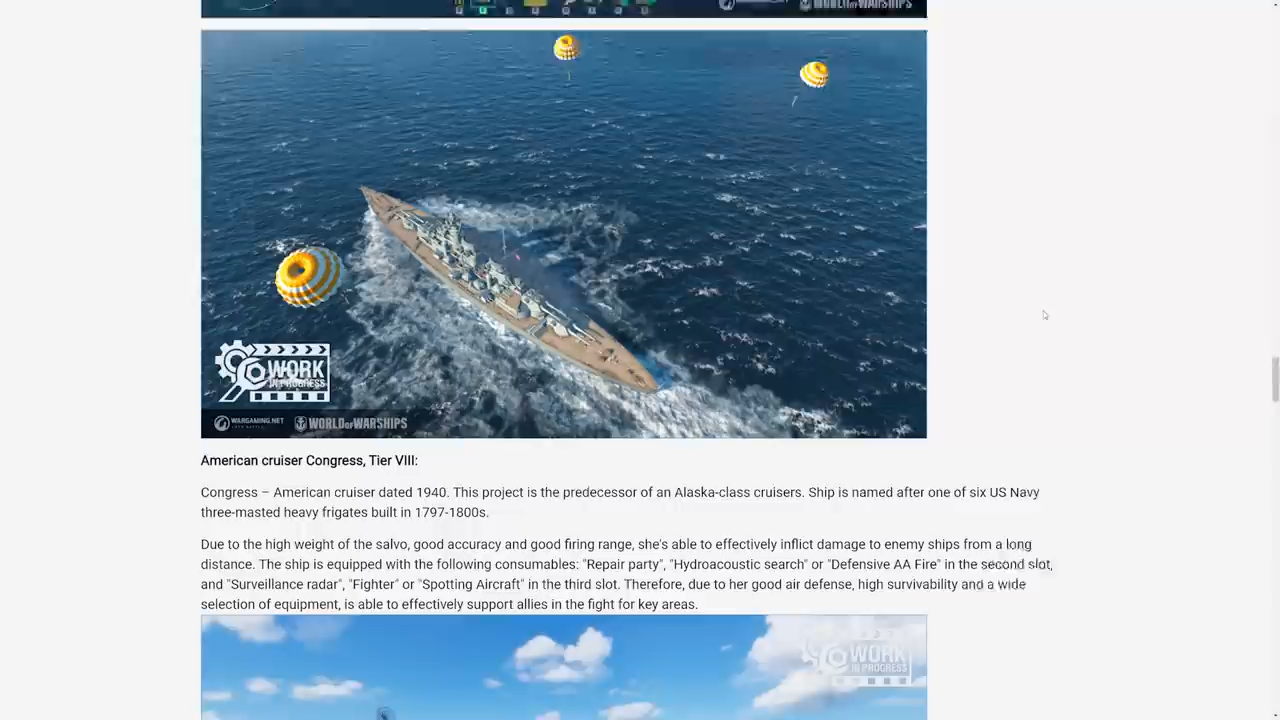 WORLD OF WARSHIPS
WORK
IN PROGRESS
WARGAMING.NET
WORLD OF WARSHIPS
American cruiser Congress, Tier VIII:
Congress – American cruiser dated 1940. This project is the predecessor of an Alaska-class cruisers. Ship is named after one of six US Navy
three-masted heavy frigates built in 1797-1800s.
Due to the high weight of the salvo, good accuracy and good firing range, she's able to effectively inflict damage to enemy ships from a long
distance. The ship is equipped with the following consumables: "Repair party", "Hydroacoustic search" or "Defensive AA Fire" in the second slot,
and "Surveillance radar", "Fighter" or "Spotting Aircraft" in the third slot. Therefore, due to her good air defense, high survivability and a wide
selection of equipment, is able to effectively support allies in the fight for key areas.
WORK
IN PROGRESS